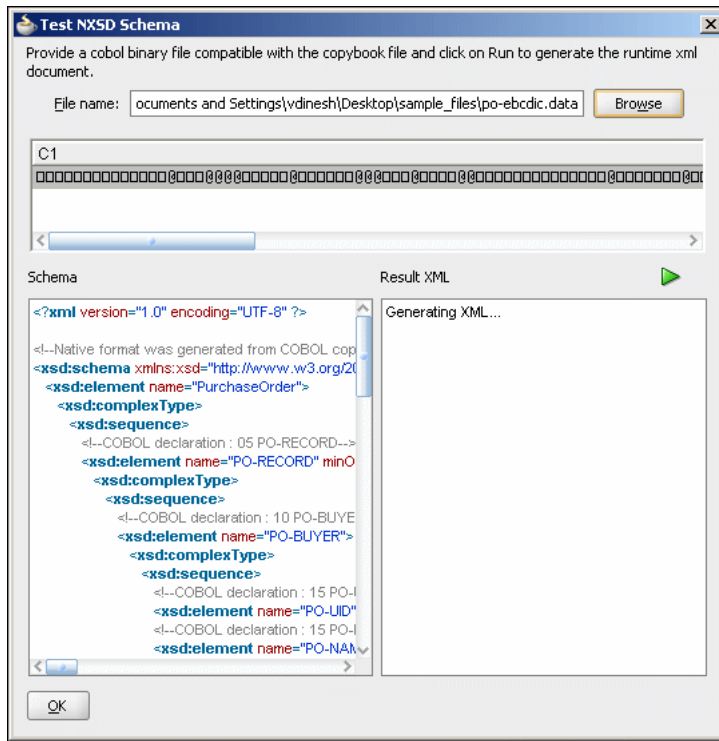 Test NXSD Schema
Provide a cobol binary file compatible with the copybook file and click on Run to generate the runtime xml
document.
File name: ocuments and Settings\vdinesh\Desktop\sample_files\po-ebcdic.data Browse
C1
Schema Result XML
<?xml version="1.0" encoding="UTF-8" ?> Generating XML...
<!--Native format was generated from COBOL cop
<xsd:schema xmlns:xsd="http://www.w3.org/20
<xsd:element name="PurchaseOrder">
<xsd:complexType>
<xsd:sequence>
<!--COBOL declaration : 05 PO-RECORD-->
<xsd:element name="PO-RECORD" minO
<xsd:complexType>
<xsd:sequence>
<!--COBOL declaration : 10 PO-BUYE
<xsd:element name="PO-BUYER">
<xsd:complexType>
<xsd:sequence>
<!--COBOL declaration : 15 PO-
<xsd:element name="PO-UID"
<!--COBOL declaration : 15 PO-
<xsd:element name="PO-NAM
OK